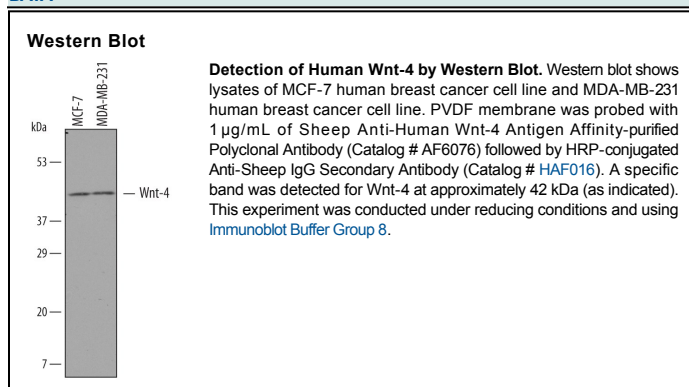 Western Blot
kDa
MCF-7
MDA-MB-231
53
Wnt-4
37
29
20
7
Detection of Human Wnt-4 by Western Blot. Western blot shows
lysates of MCF-7 human breast cancer cell line and MDA-MB-231
human breast cancer cell line. PVDF membrane was probed with
1 µg/mL of Sheep Anti-Human Wnt-4 Antigen Affinity-purified
Polyclonal Antibody (Catalog # AF6076) followed by HRP-conjugated
Anti-Sheep IgG Secondary Antibody (Catalog # HAF016). A specific
band was detected for Wnt-4 at approximately 42 kDa (as indicated).
This experiment was conducted under reducing conditions and using
Immunoblot Buffer Group 8.